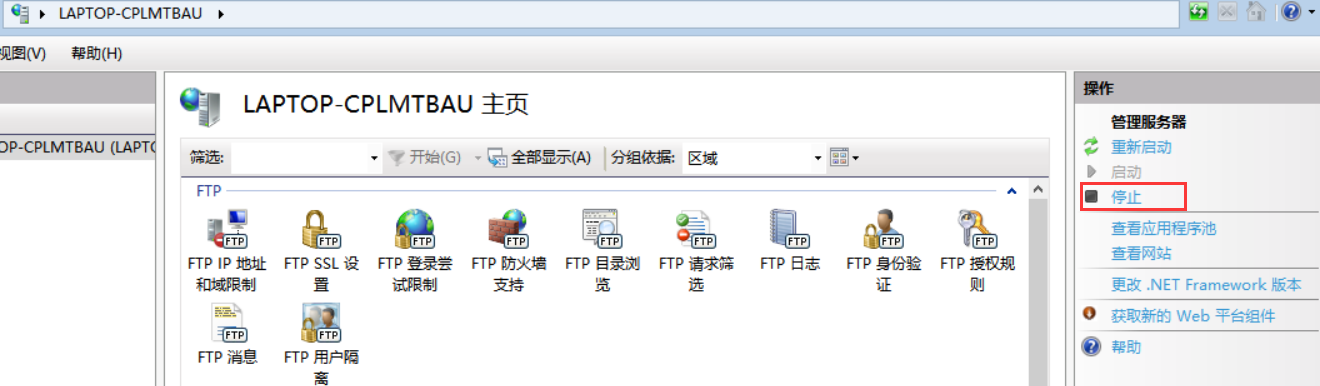 LAPTOP-CPLMTBAU
视图(V) 帮助(H)
OP-CPLMTBAU (LAPTO
LAPTOP-CPLMTBAU 主页
筛选: 开始(G) 全部显示(A) 分组依据: 区域
FTP
FTP IP 地址和域限制
FTP SSL 设置
FTP 登录尝试限制
FTP 防火墙支持
FTP 目录浏览
FTP 请求筛选
FTP 日志
FTP 身份验证
FTP 授权规则
FTP 消息
FTP 用户隔离
操作
管理服务器
重新启动
启动
停止
查看应用程序池
查看网站
更改 .NET Framework 版本
获取新的 Web 平台组件
帮助